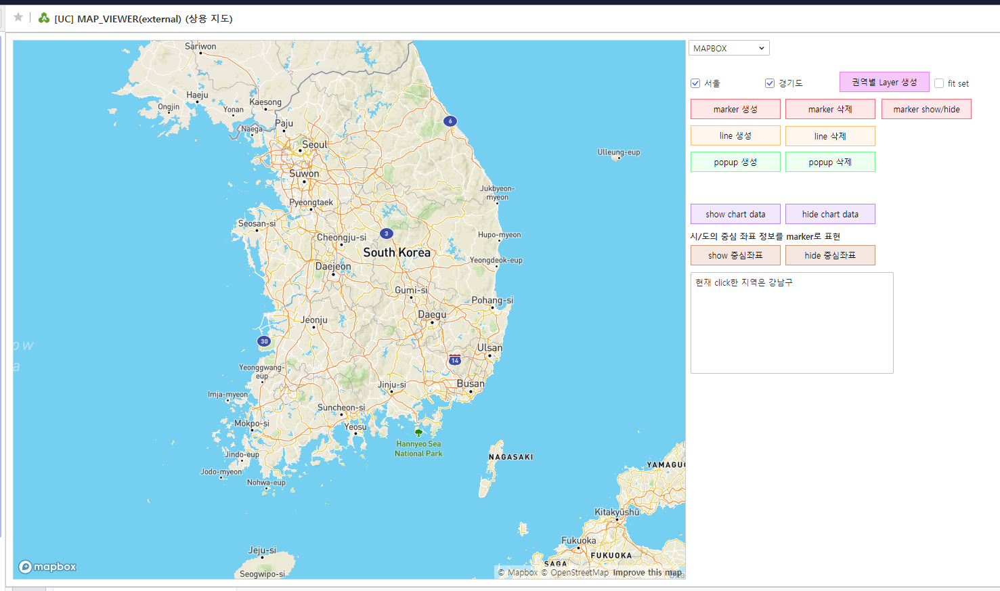 [UC] MAP_VIEWER(external) (상용 지도)
MAPBOX
서울
경기도
권역별 Layer 생성
fit set
marker 생성
marker 삭제
marker show/hide
line 생성
line 삭제
popup 생성
popup 삭제
show chart data
hide chart data
시/도의 중심 좌표 정보를 marker로 표현
show 중심좌표
hide 중심좌표
현재 click한 지역은 강남구
Sariwon
Haeju
Ongjin
Yonan
Kaesong
Naega
Paju
6
Seoul
Ulleung-eup
Suwon
Jukbyeon-
myeon
Pyeongtaek
Seosan-si
Cheongju-si
3
Hupo-myeon
South Korea
Daejeon
Yeongdeok-eup
Gumi-si
Pohang-si
Jeonju
Daegu
30
ow
a
Ulsan
14
Yeonggwang-
eup
Imja-myeon
Jinju-si
Busan
Suncheon-si
Mokpo-si
Yeosu
Hannyeo Sea
National Park
Jindo-eup
NAGASAKI
Jodo-myeon
YAMAGU
Nohwa-eup
Kitakyūshū
Fukuoka
Jeju-si
FUKUOKA
SAGA
Seogwipo-si
mapbox
© Mapbox © OpenStreetMap Improve this map